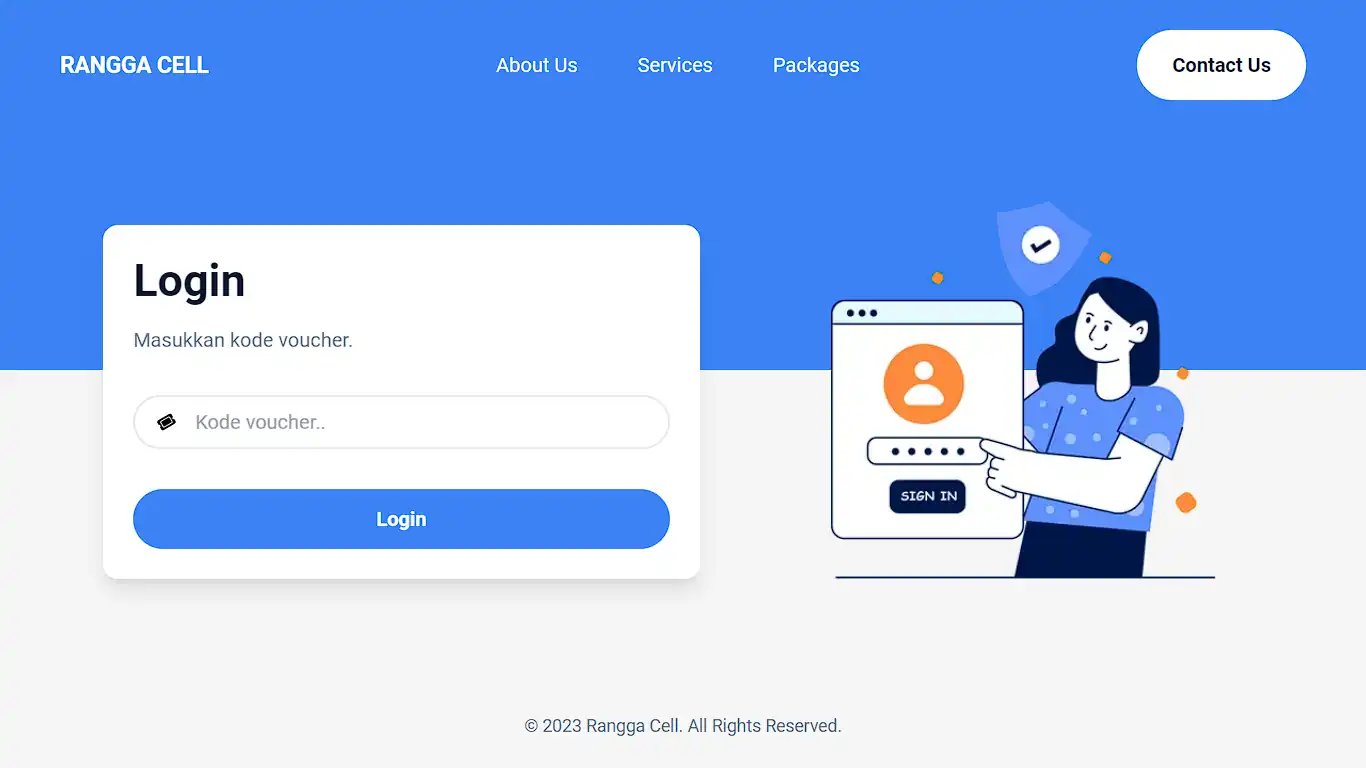 RANGGA CELL
About Us
Services
Packages
Contact Us
Login
Masukkan kode voucher.
Kode voucher..
Login
SIGN IN
© 2023 Rangga Cell. All Rights Reserved.